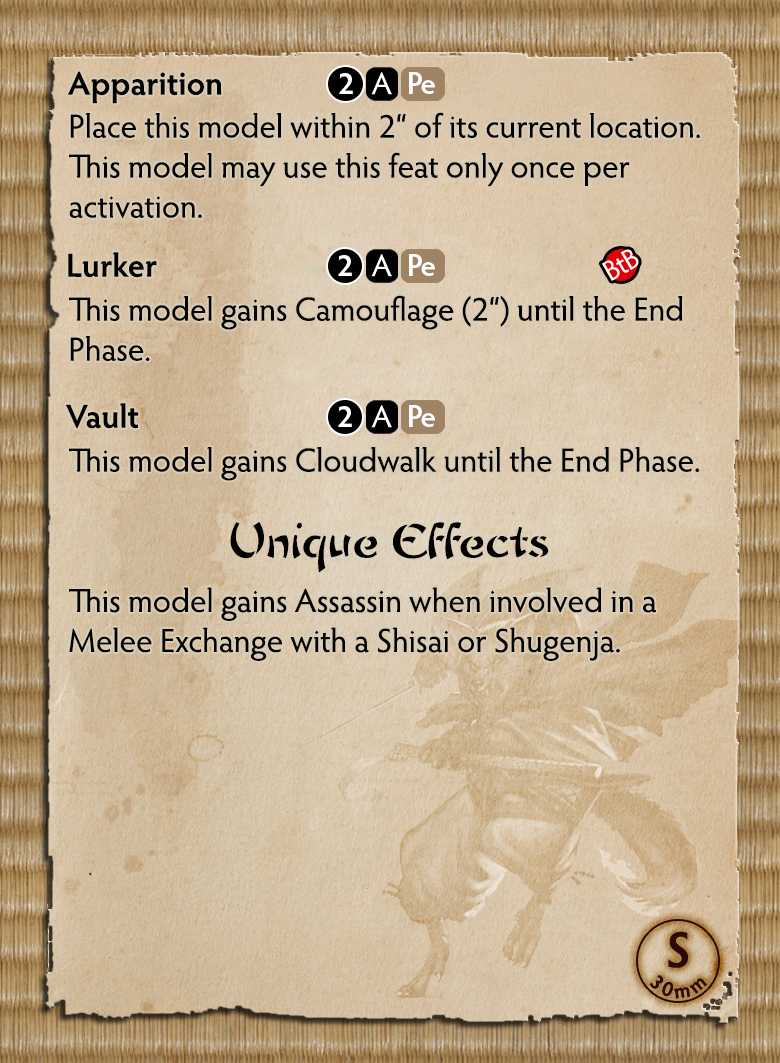 Apparition 2 A Pe
Place this model within 2“ of its current location.
This model may use this feat only once per
activation.
Lurker 2 A Pe BtB
This model gains Camouflage (2“) until the End
Phase.
Vault 2 A Pe
This model gains Cloudwalk until the End Phase.
Unique Effects
This model gains Assassin when involved in a
Melee Exchange with a Shisai or Shugenja.
S
30mm